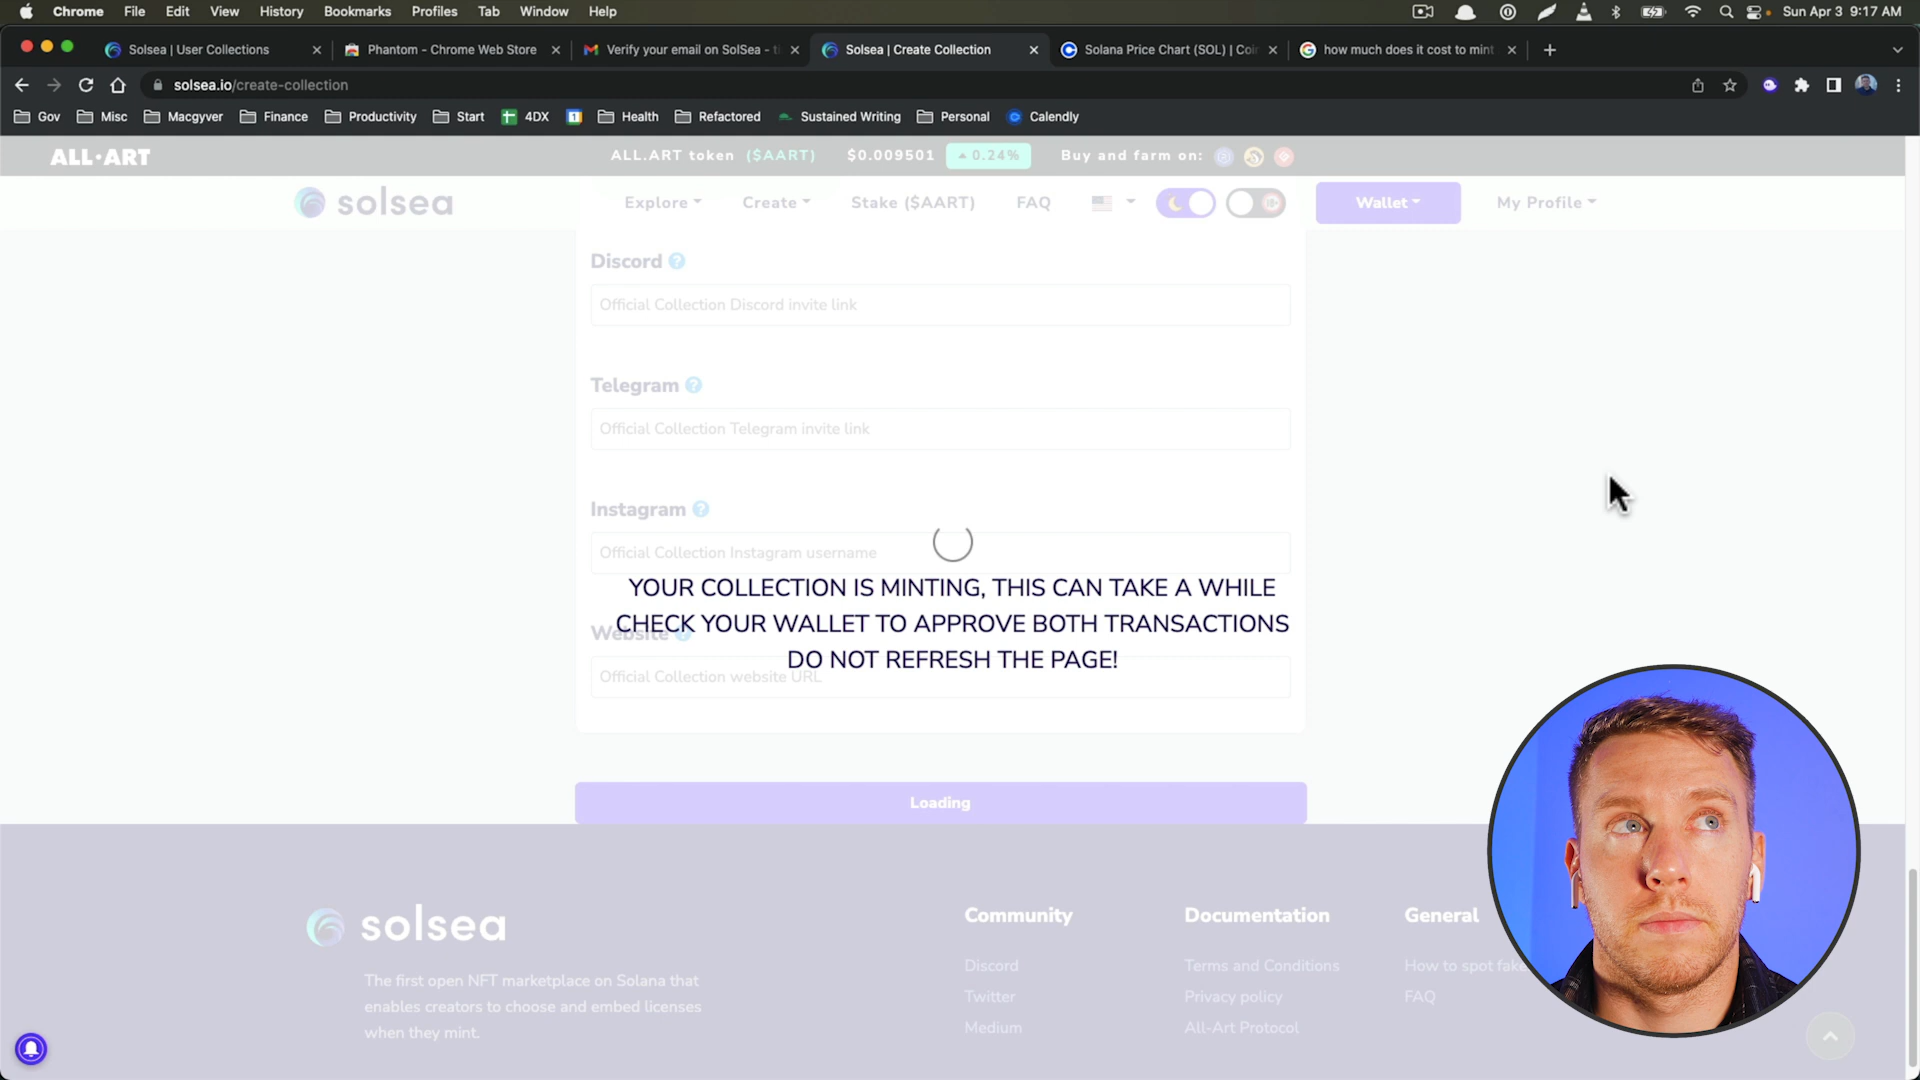 Chrome File Edit View History Bookmarks Profiles Tab Window Help Sun Apr 3 9:17 AM
Solsea | User Collections Phantom - Chrome Web Store Verify your email on SolSea - Solsea | Create Collection Solana Price Chart (SOL) | how much does it cost to mint
solsea.io/create-collection
Gov Misc Macgyver Finance Productivity Start 4DX 1 Health Refactored Sustained Writing Personal Calendly
ALL·ART ALL.ART token ($AART) $0.009501 0.24% Buy and farm on:
solsea Explore Create Stake ($AART) FAQ Wallet My Profile
Discord ?
Official Collection Discord invite link
Telegram ?
Official Collection Telegram invite link
Instagram ?
Official Collection Instagram username
YOUR COLLECTION IS MINTING, THIS CAN TAKE A WHILE
CHECK YOUR WALLET TO APPROVE BOTH TRANSACTIONS
DO NOT REFRESH THE PAGE!
Website ?
Official Collection website URL
Loading
solsea
The first open NFT marketplace on Solana that
enables creators to choose and embed licenses
when they mint.
Community
Discord
Twitter
Medium
Documentation
Terms and Conditions
Privacy policy
All-Art Protocol
General
How to spot fake
FAQ